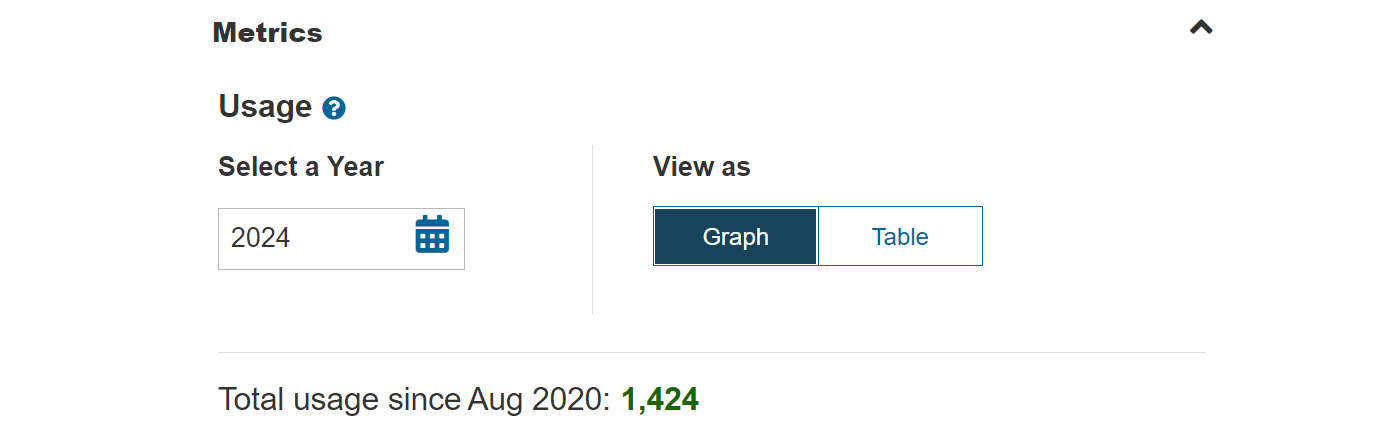 Metrics
Usage ?
Select a Year
View as
2024
Graph
Table
Total usage since Aug 2020: 1,424